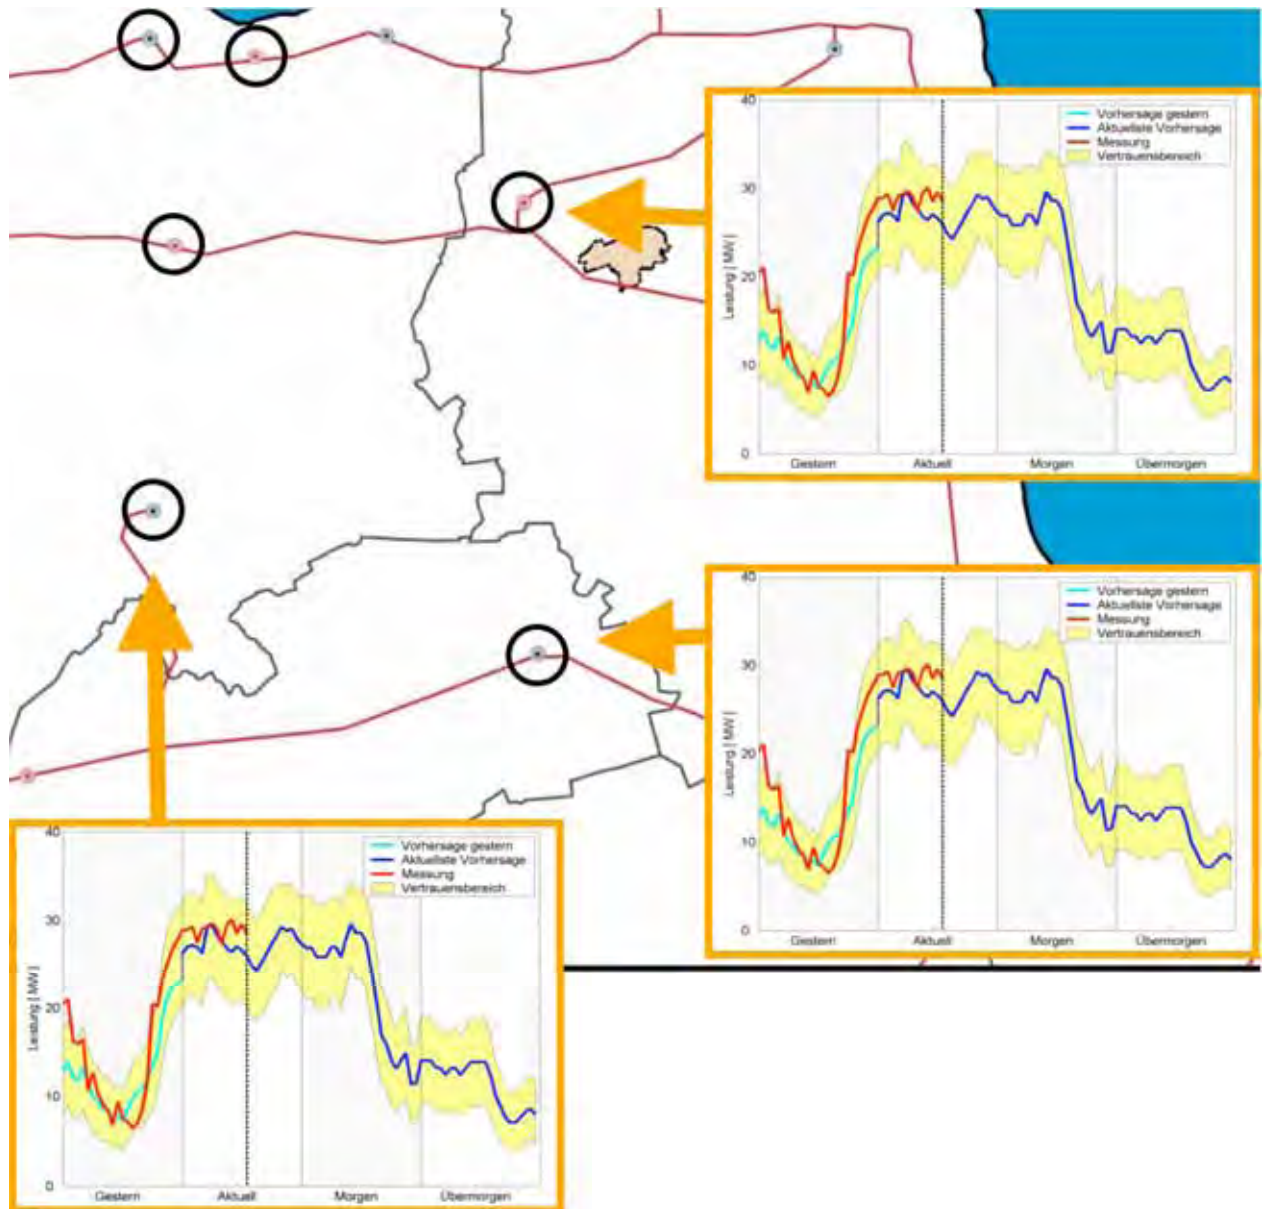 40
Vorhersage gestern
Aktuellste Vorhersage
Messung
Vertrauensbereich
30
20
10
0
Leistung [ MW ]
Gestern Aktuell Morgen Übermorgen
40
Vorhersage gestern
Aktuellste Vorhersage
Messung
Vertrauensbereich
30
20
10
0
Leistung [ MW ]
Gestern Aktuell Morgen Übermorgen
40
Vorhersage gestern
Aktuellste Vorhersage
Messung
Vertrauensbereich
30
20
10
0
Leistung [ MW ]
Gestern Aktuell Morgen Übermorgen